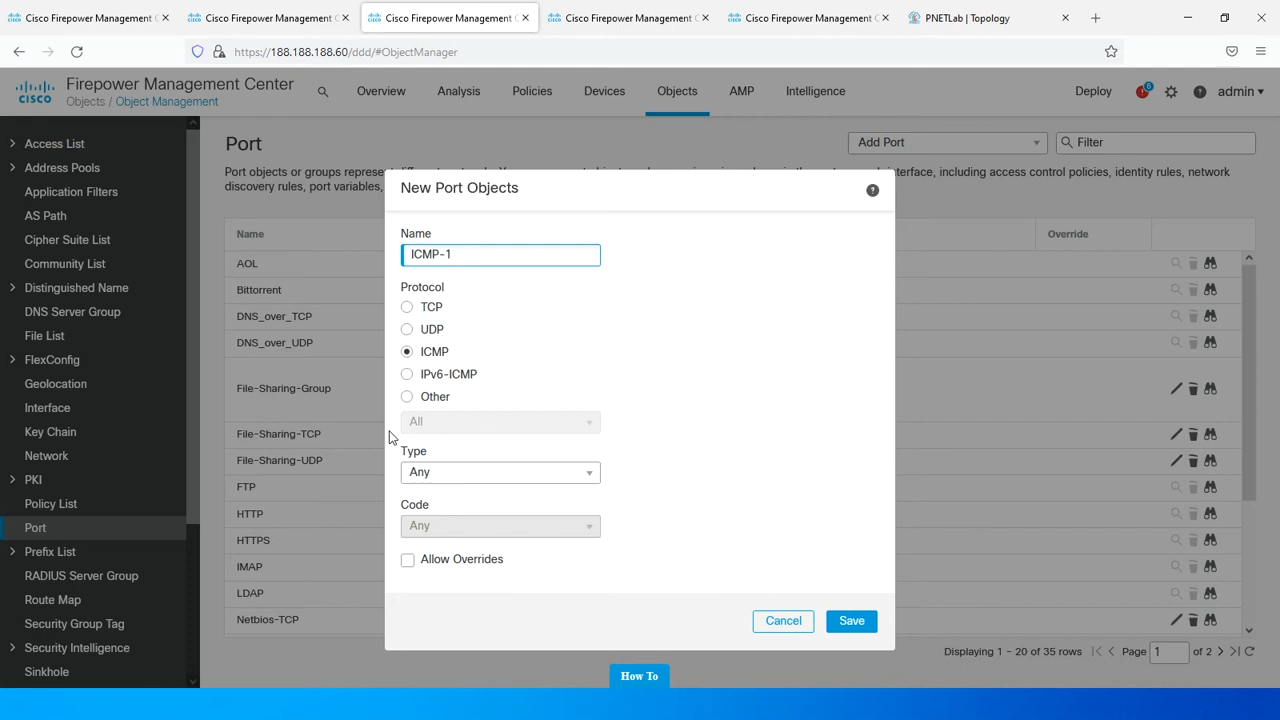 Cisco Firepower Management C
Cisco Firepower Management C
Cisco Firepower Management C
Cisco Firepower Management C
Cisco Firepower Management C
PNETLab | Topology
https://188.188.188.60/ddd/#ObjectManager
cisco
Firepower Management Center
Objects / Object Management
Overview
Analysis
Policies
Devices
Objects
AMP
Intelligence
Deploy
6
admin
Access List
Address Pools
Application Filters
AS Path
Cipher Suite List
Community List
Distinguished Name
DNS Server Group
File List
FlexConfig
Geolocation
Interface
Key Chain
Network
PKI
Policy List
Port
Prefix List
RADIUS Server Group
Route Map
Security Group Tag
Security Intelligence
Sinkhole
Port
Add Port
Filter
Port objects or groups
interface, including access control policies, identity rules, network
discovery rules, port variables,
Name
Override
AOL
Bittorrent
DNS_over_TCP
DNS_over_UDP
File-Sharing-Group
File-Sharing-TCP
File-Sharing-UDP
FTP
HTTP
HTTPS
IMAP
LDAP
Netbios-TCP
Displaying 1 - 20 of 35 rows
Page 1 of 2
New Port Objects
Name
ICMP-1
Protocol
TCP
UDP
ICMP
IPv6-ICMP
Other
All
Type
Any
Code
Any
Allow Overrides
Cancel
Save
How To